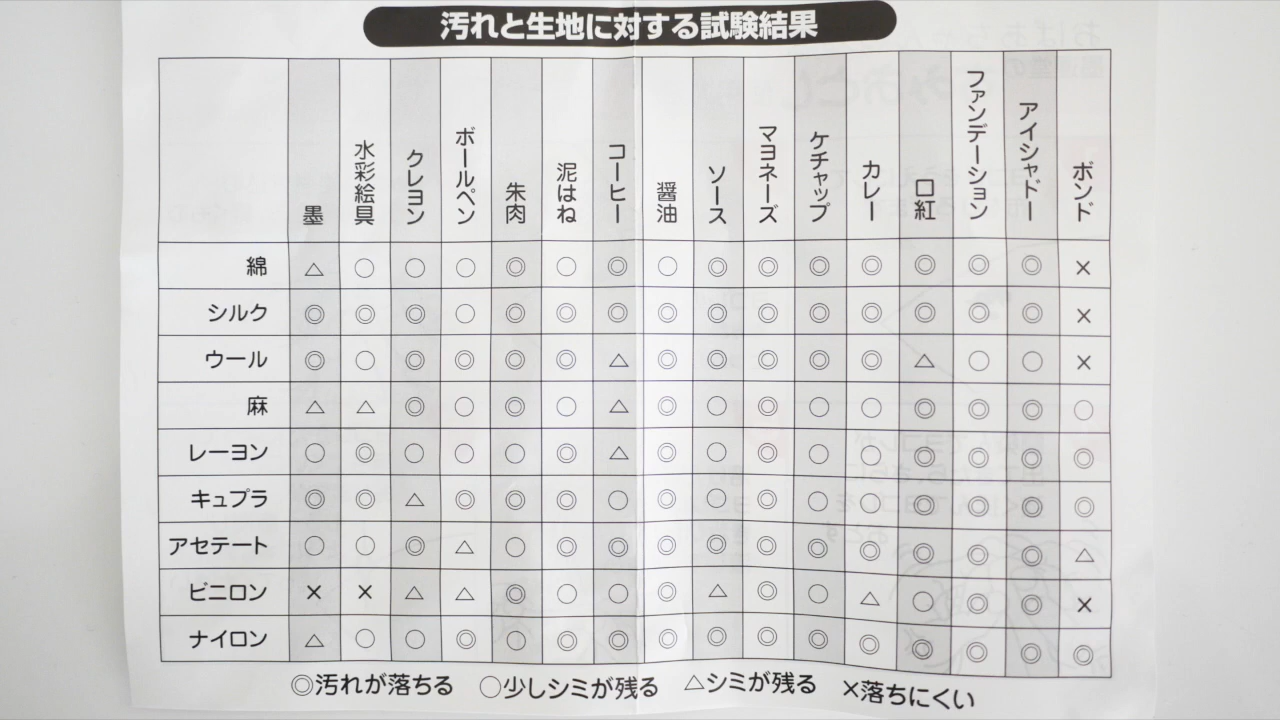 汚れと生地に対する試験結果
墨 水彩絵具 クレヨン ボールペン 朱肉 泥はね コーヒー 醤油 ソース マヨネーズ ケチャップ カレー 口紅 ファンデーション アイシャドー ボンド
綿 △ ○ ○ ○ ◎ ○ ◎ ○ ◎ ◎ ◎ ◎ ◎ ◎ ◎ ×
シルク ◎ ◎ ◎ ○ ◎ ◎ ◎ ◎ ◎ ◎ ◎ ◎ ◎ ◎ ◎ ×
ウール ◎ ○ ◎ ◎ ◎ ◎ △ ◎ ◎ ◎ ◎ ◎ △ ○ ○ ×
麻 △ △ ◎ ○ ◎ ○ △ ◎ ○ ◎ ○ ○ ◎ ◎ ◎ ○
レーヨン ○ ◎ ○ ○ ○ ◎ △ ◎ ○ ◎ ○ ○ ◎ ◎ ◎ ◎
キュプラ ◎ ◎ △ ◎ ◎ ◎ ○ ◎ ○ ◎ ○ ○ ◎ ◎ ◎ ◎
アセテート ○ ○ ◎ △ ○ ◎ ◎ ◎ ◎ ◎ ◎ ◎ ◎ ◎ ◎ △
ビニロン × × △ △ ◎ ○ ○ ◎ △ ◎ ○ △ ○ ◎ ◎ ×
ナイロン △ ○ ○ ◎ ○ ◎ ◎ ◎ ◎ ◎ ◎ ◎ ◎ ◎ ◎ ◎
◎汚れが落ちる ○少しシミが残る △シミが残る ×落ちにくい